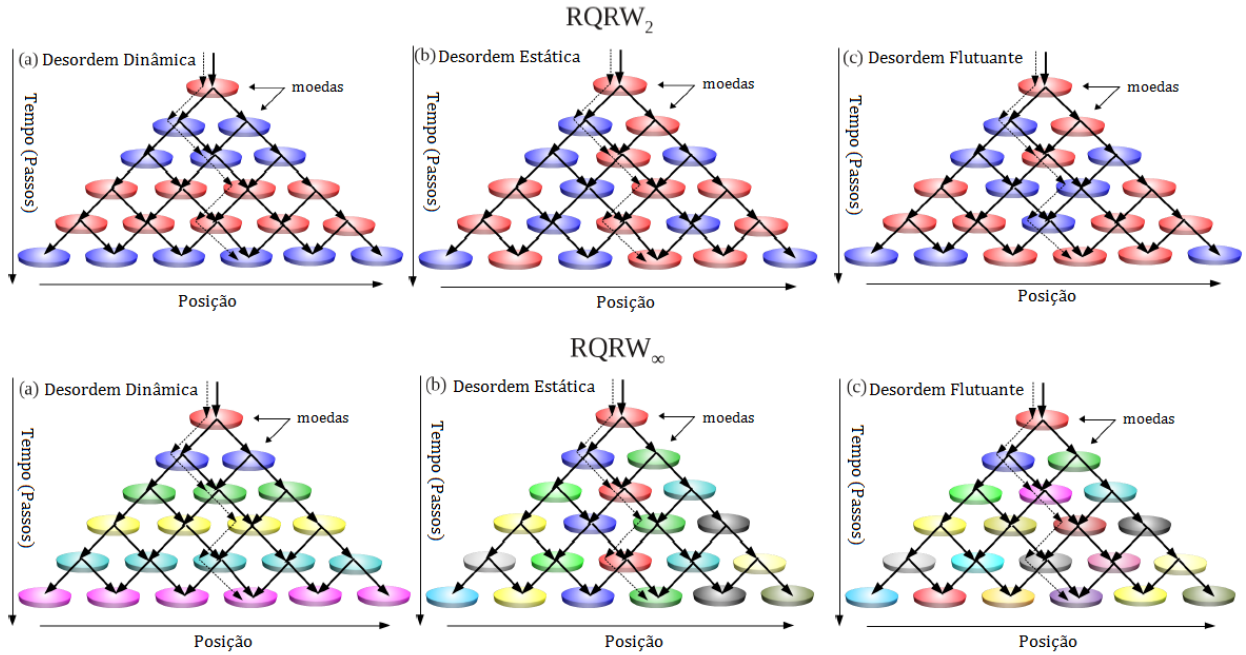 RQRW₂
(a) Desordem Dinâmica
moedas
Tempo (Passos)
Posição
(b) Desordem Estática
moedas
Tempo (Passos)
Posição
(c) Desordem Flutuante
moedas
Tempo (Passos)
Posição
RQRW∞
(a) Desordem Dinâmica
moedas
Tempo (Passos)
Posição
(b) Desordem Estática
moedas
Tempo (Passos)
Posição
(c) Desordem Flutuante
moedas
Tempo (Passos)
Posição